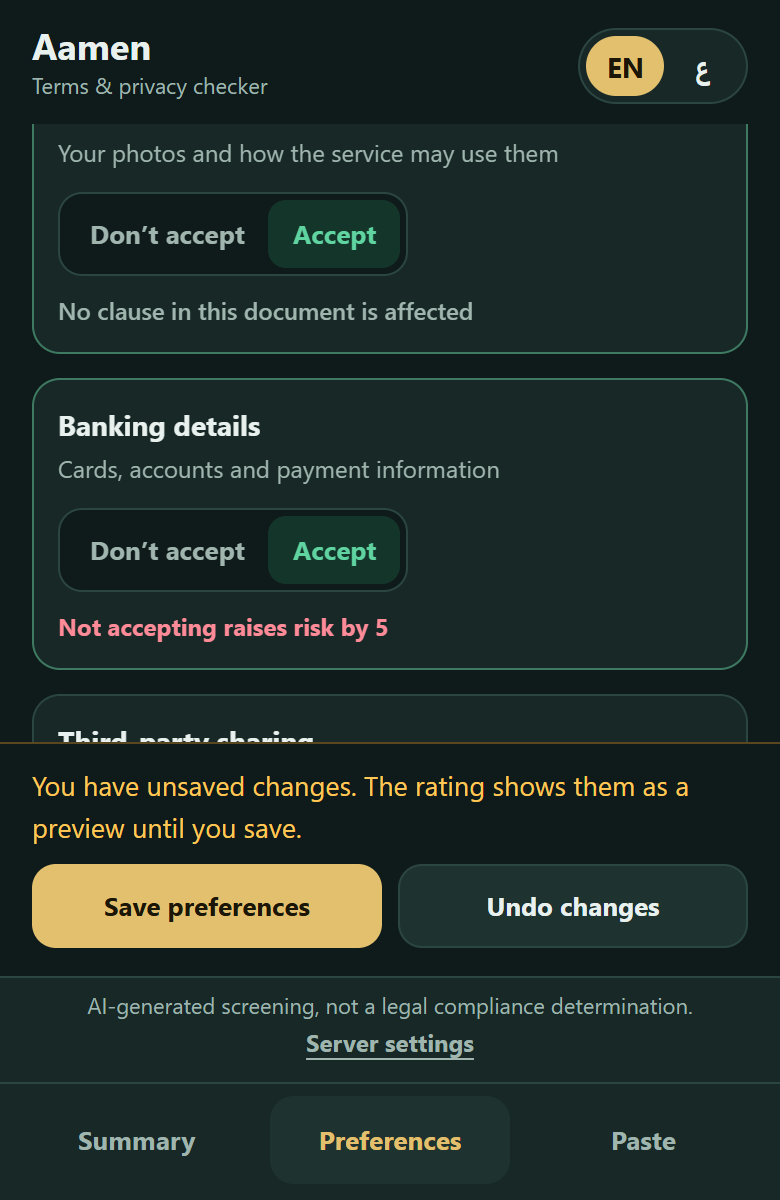 Aamen
Terms & privacy checker
EN
ع
Your photos and how the service may use them
Don’t accept
Accept
No clause in this document is affected
Banking details
Cards, accounts and payment information
Don’t accept
Accept
Not accepting raises risk by 5
Third-party sharing
You have unsaved changes. The rating shows them as a
preview until you save.
Save preferences
Undo changes
AI-generated screening, not a legal compliance determination.
Server settings
Summary
Preferences
Paste